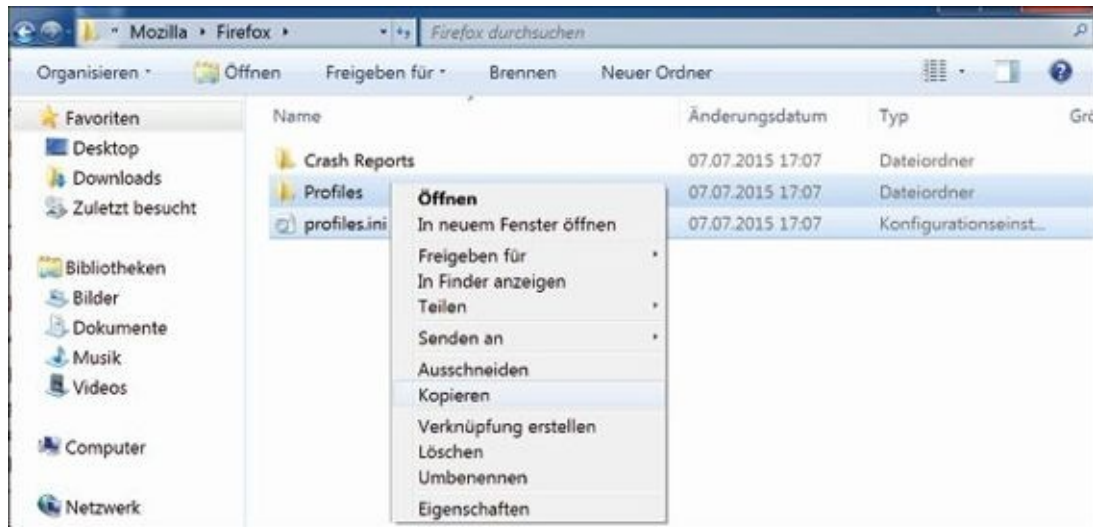 Mozilla Firefox Firefox durchsuchen
Organisieren Öffnen Freigeben für Brennen Neuer Ordner
Favoriten
Desktop
Downloads
Zuletzt besucht
Bibliotheken
Bilder
Dokumente
Musik
Videos
Computer
Netzwerk
Name Änderungsdatum Typ Grö
Crash Reports 07.07.2015 17:07 Dateiordner
Profiles 07.07.2015 17:07 Dateiordner
profiles.ini 07.07.2015 17:07 Konfigurationseinst...
Öffnen
In neuem Fenster öffnen
Freigeben für
In Finder anzeigen
Teilen
Senden an
Ausschneiden
Kopieren
Verknüpfung erstellen
Löschen
Umbenennen
Eigenschaften